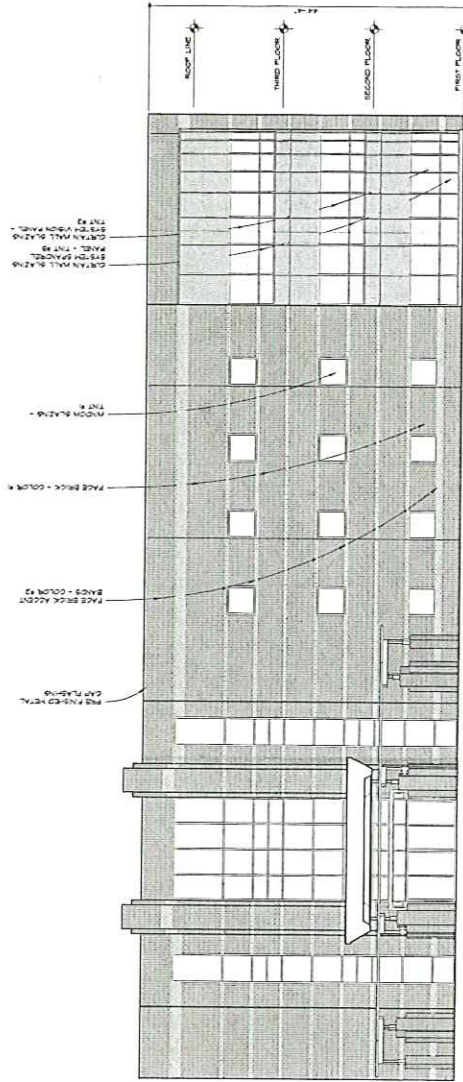 PRE FINISHED METAL
CAP FLASHING
FACE BRICK ACCENT
BANDS - COLOR #2
FACE BRICK - COLOR #1
WINDOW GLAZING -
TINT #1
CURTAIN WALL GLAZING
SYSTEM SPANDREL
PANEL - TINT #3
CURTAIN WALL GLAZING
SYSTEM VISION PANEL -
TINT #2
ROOF LINE
THIRD FLOOR
SECOND FLOOR
FIRST FLOOR
44'-4"